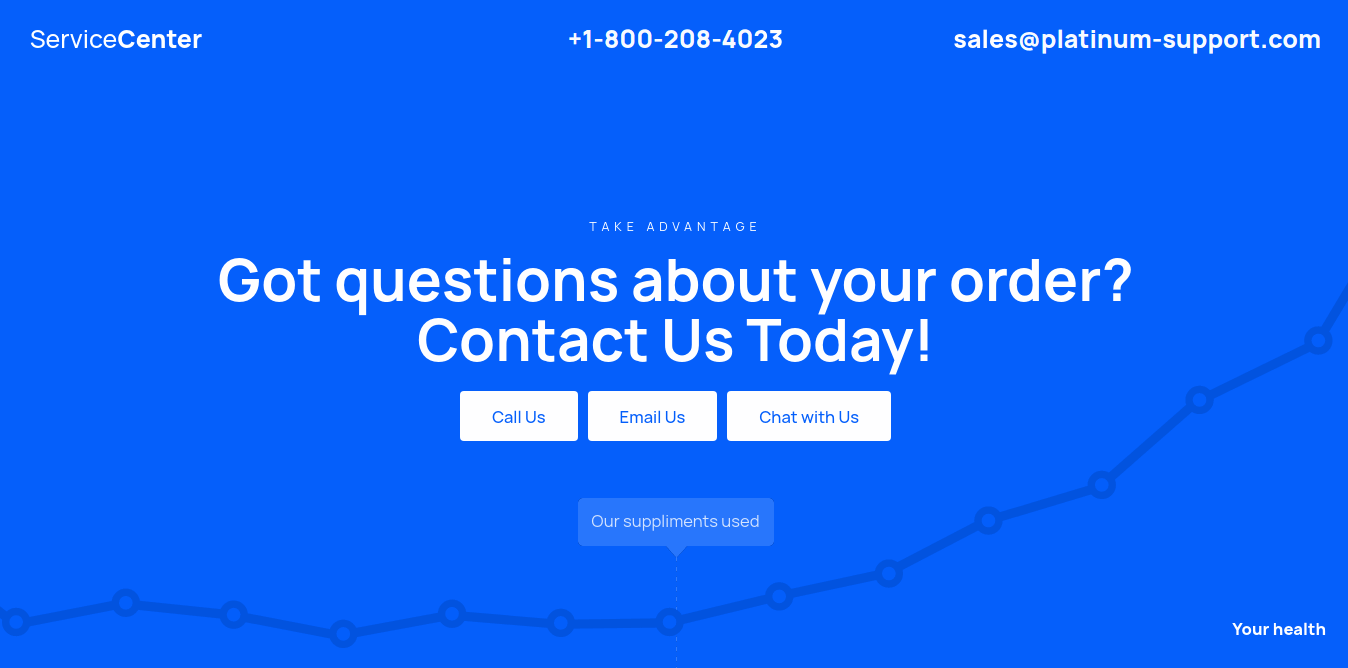 ServiceCenter
+1-800-208-4023
sales@platinum-support.com
TAKE ADVANTAGE
Got questions about your order?
Contact Us Today!
Call Us
Email Us
Chat with Us
Our suppliments used
Your health